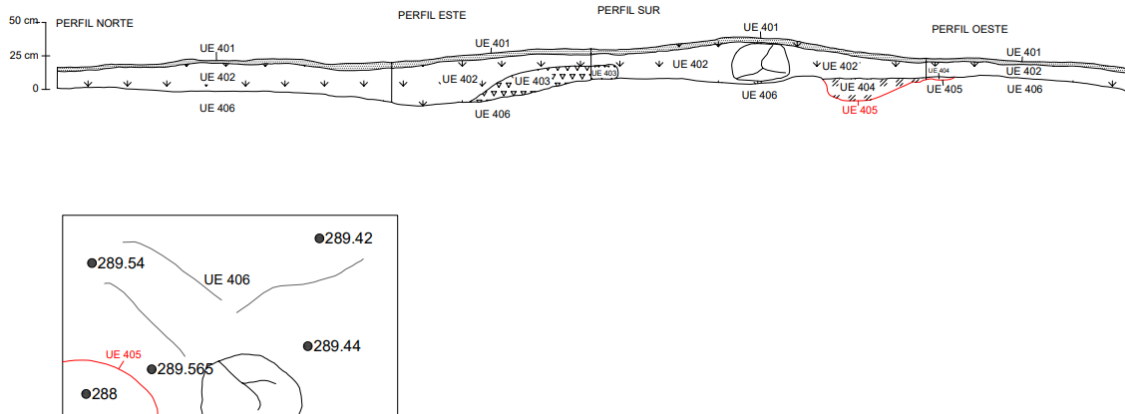 50 cm
25 cm
0
PERFIL NORTE
PERFIL ESTE
PERFIL SUR
PERFIL OESTE
UE 401
UE 401
UE 401
UE 401
UE 402
UE 402
UE 403
UE 403
UE 402
UE 402
UE 404
UE 404
UE 402
UE 406
UE 406
UE 406
UE 405
UE 405
UE 406
289.42
289.54
UE 406
289.44
UE 405
289.565
288